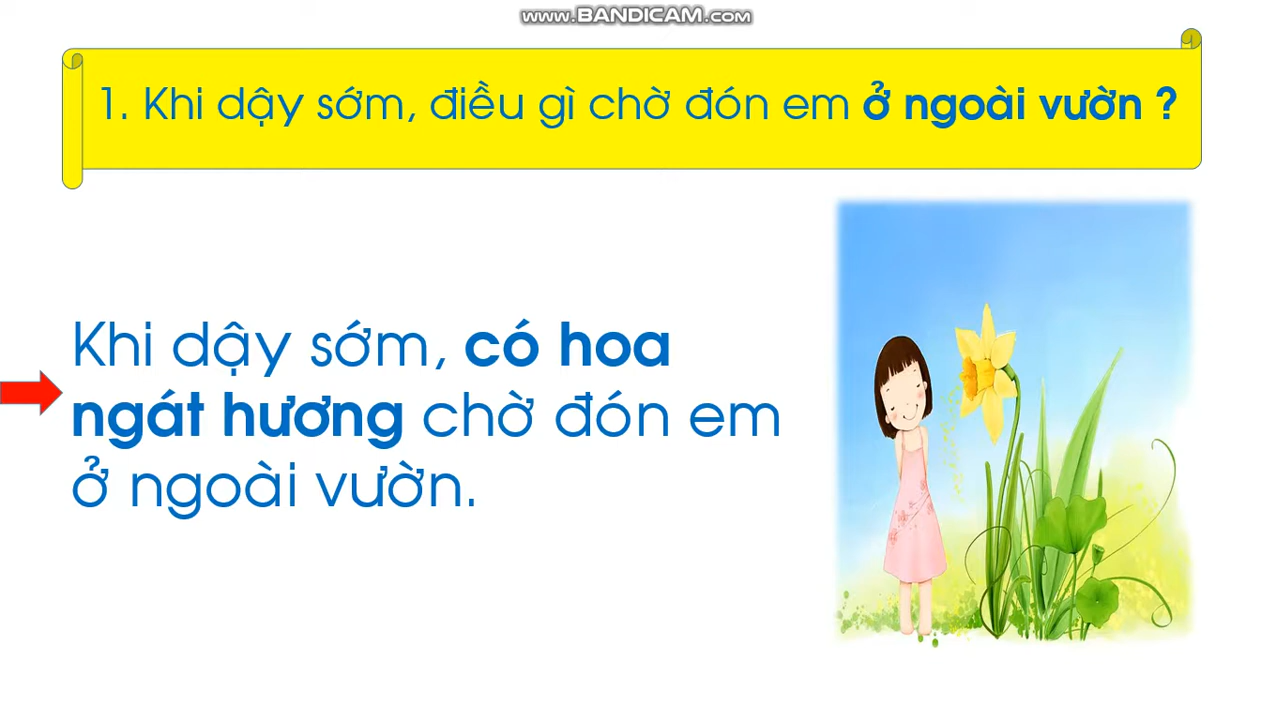 www.BANDICAM.com
1. Khi dậy sớm, điều gì chờ đón em ở ngoài vườn ?
Khi dậy sớm, có hoa
ngát hương chờ đón em
ở ngoài vườn.